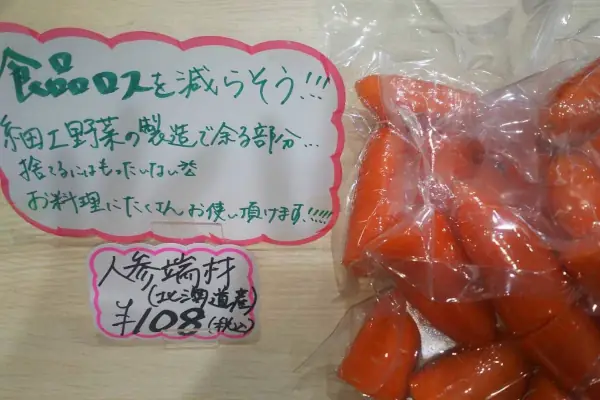 食品ロスを減らそう!!!
細工野菜の製造で余る部分…
捨てるにはもったいない
お料理にたくさんお使い頂けます!!!!!
人参端材
(北海道産)
¥108(税込)